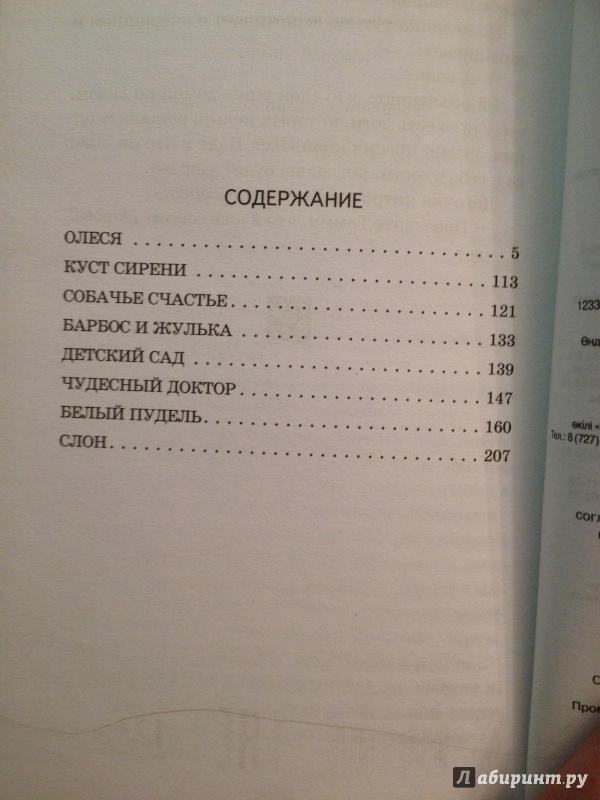 СОДЕРЖАНИЕ
ОЛЕСЯ . . . . . . . . . . . . . . . . . . . . . . . . . . . . . . . . 5
КУСТ СИРЕНИ . . . . . . . . . . . . . . . . . . . . . . . . . 113
СОБАЧЬЕ СЧАСТЬЕ. . . . . . . . . . . . . . . . . . . . . . 121
БАРБОС И ЖУЛЬКА . . . . . . . . . . . . . . . . . . . . . 133
ДЕТСКИЙ САД . . . . . . . . . . . . . . . . . . . . . . . . . 139
ЧУДЕСНЫЙ ДОКТОР. . . . . . . . . . . . . . . . . . . . . 147
БЕЛЫЙ ПУДЕЛЬ. . . . . . . . . . . . . . . . . . . . . . . . 160
СЛОН. . . . . . . . . . . . . . . . . . . . . . . . . . . . . . . . 207
1233
өкілі «
Тел.: 8 (727)
Лабиринт.ру